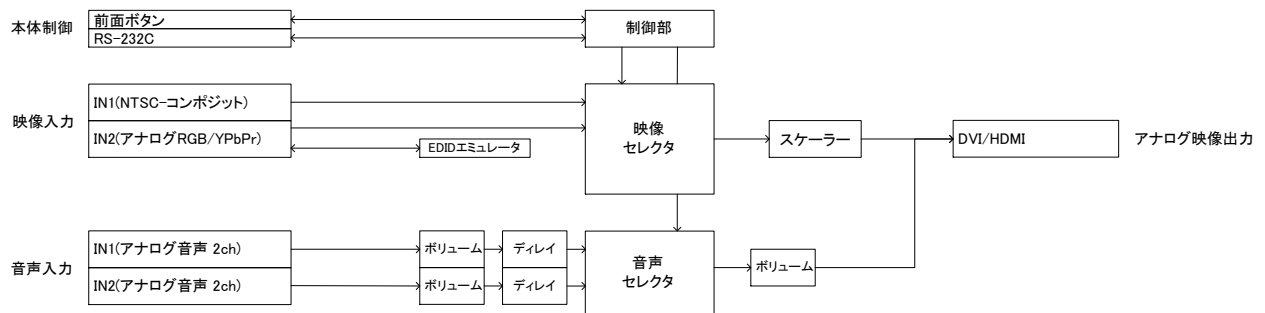 本体制御
前面ボタン
RS-232C
制御部
映像入力
IN1(NTSC-コンポジット)
IN2(アナログRGB/YPbPr)
EDIDエミュレータ
映像
セレクタ
スケーラー
DVI/HDMI
アナログ映像出力
音声入力
IN1(アナログ音声 2ch)
ボリューム
ディレイ
IN2(アナログ音声 2ch)
ボリューム
ディレイ
音声
セレクタ
ボリューム